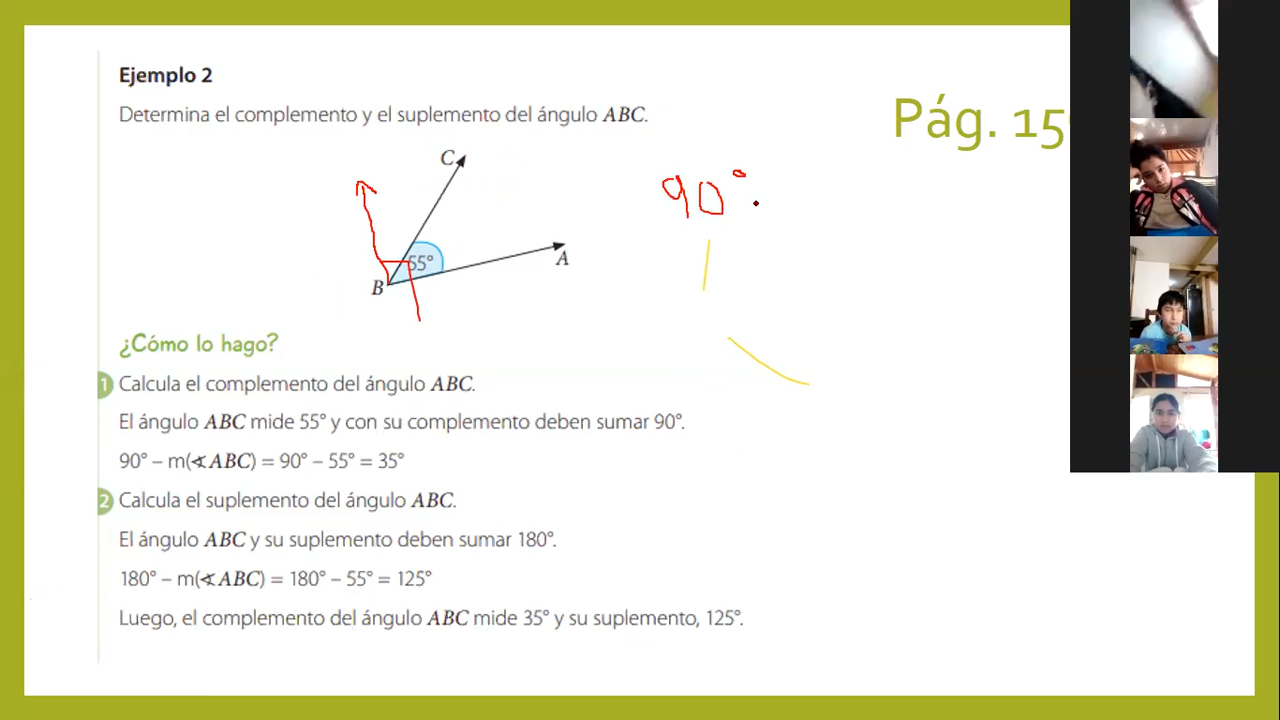 Ejemplo 2
Determina el complemento y el suplemento del ángulo ABC.
Pág. 15
C
90°
55°
A
B
¿Cómo lo hago?
1 Calcula el complemento del ángulo ABC.
El ángulo ABC mide 55° y con su complemento deben sumar 90°.
90° – m(∢ABC) = 90° – 55° = 35°
2 Calcula el suplemento del ángulo ABC.
El ángulo ABC y su suplemento deben sumar 180°.
180° – m(∢ABC) = 180° – 55° = 125°
Luego, el complemento del ángulo ABC mide 35° y su suplemento, 125°.